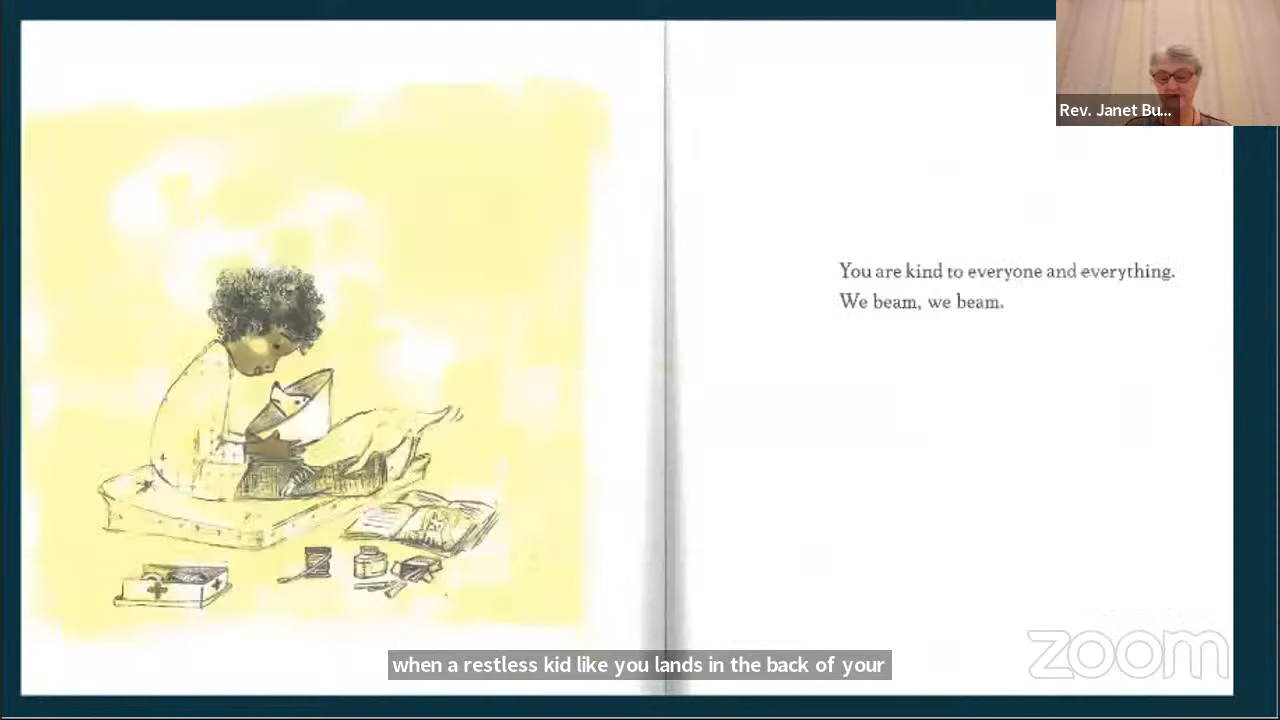 Rev. Janet Bu...
You are kind to everyone and everything.
We beam, we beam.
zoom
when a restless kid like you lands in the back of your